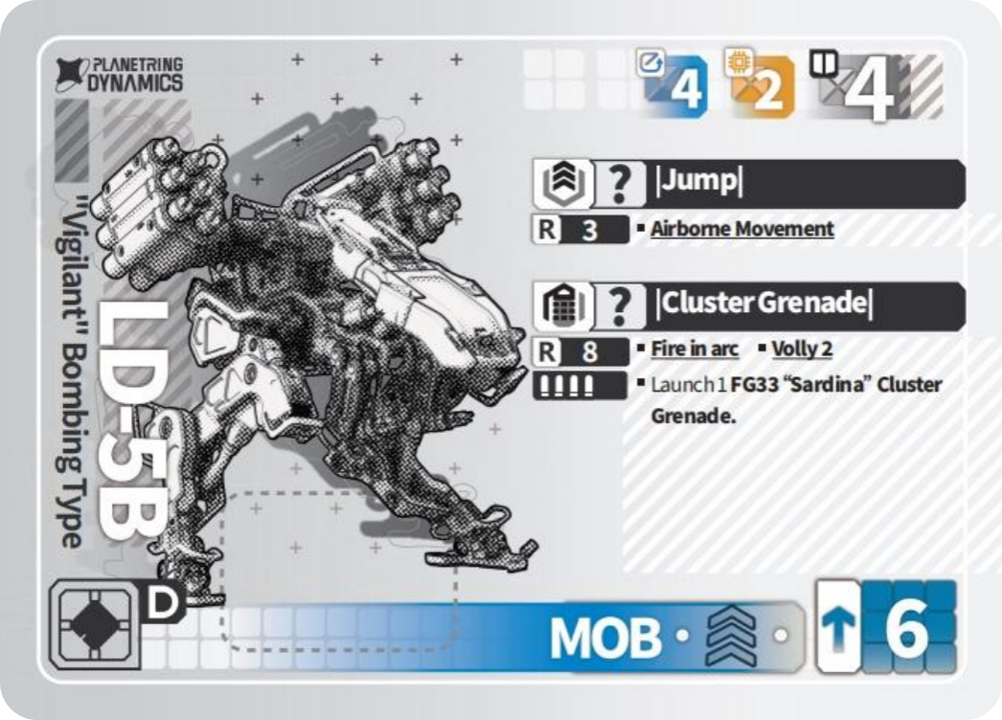 PLANETRING
DYNAMICS
4
2
4
"Vigilant" Bombing Type
LD-5B
? |Jump|
R 3 ▪ Airborne Movement
? |Cluster Grenade|
R 8 ▪ Fire in arc ▪ Volly 2
!!!! ▪ Launch 1 FG33 “Sardina” Cluster
Grenade.
D
MOB
6